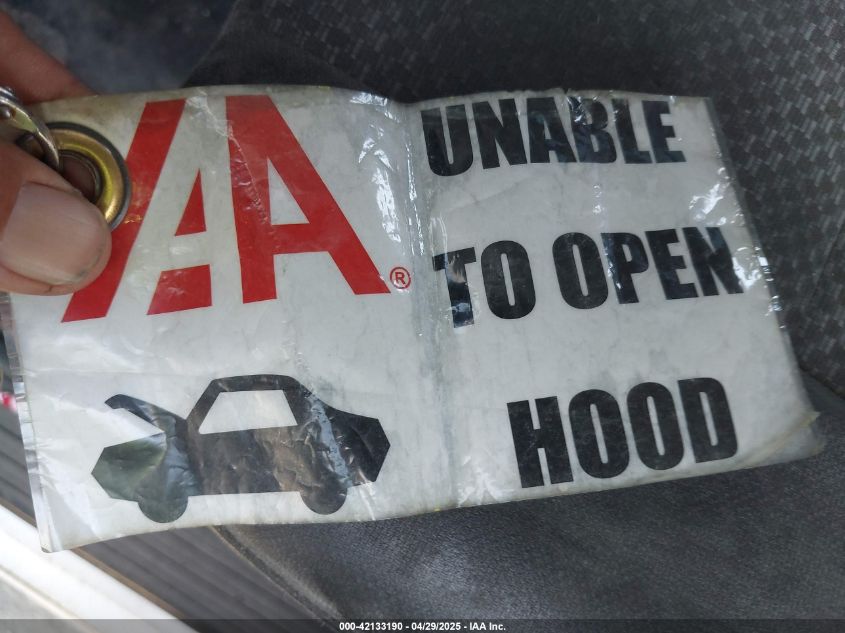 IAA®
UNABLE
TO OPEN
HOOD
000-42133190 - 04/29/2025 - IAA Inc.